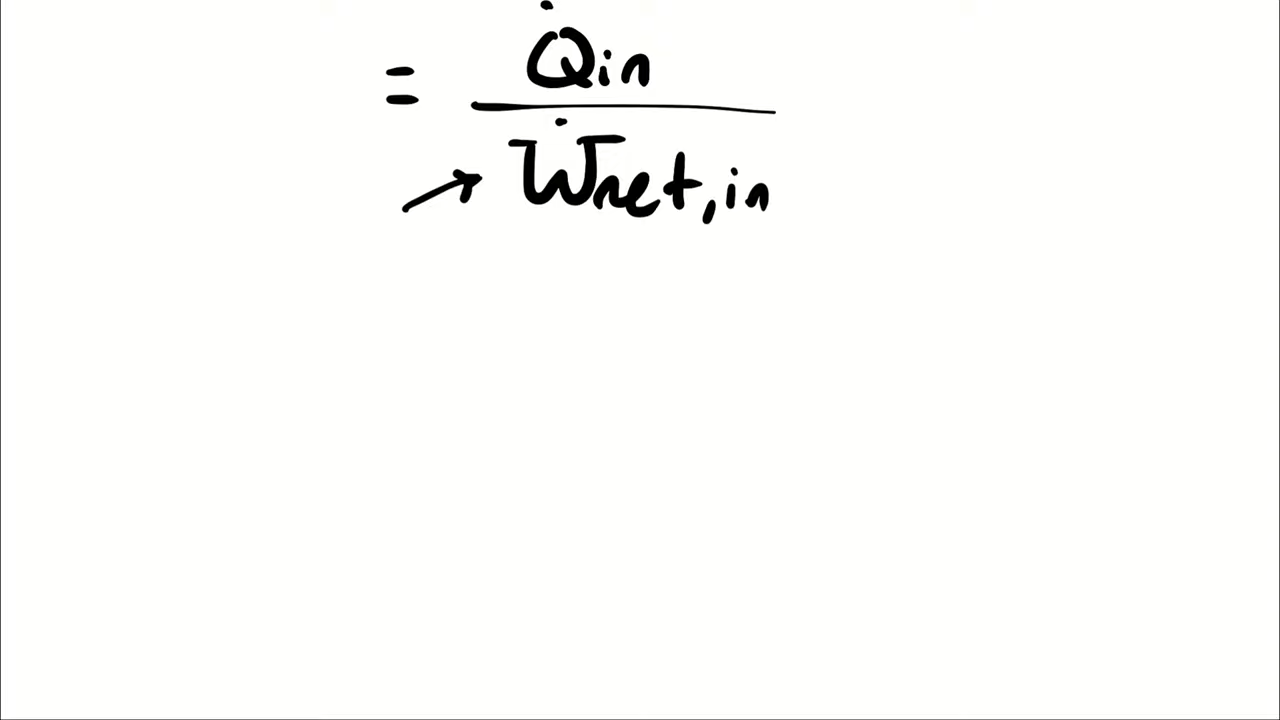 = Q̇in
Ẇnet,in